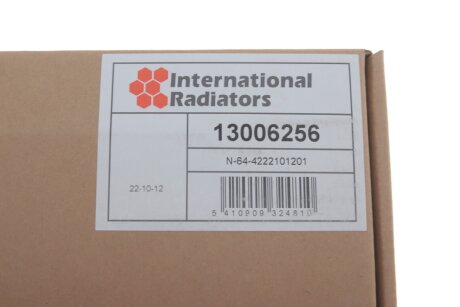 International
Radiators
13006256
N-64-4222101201
22-10-12
5 410909 324810